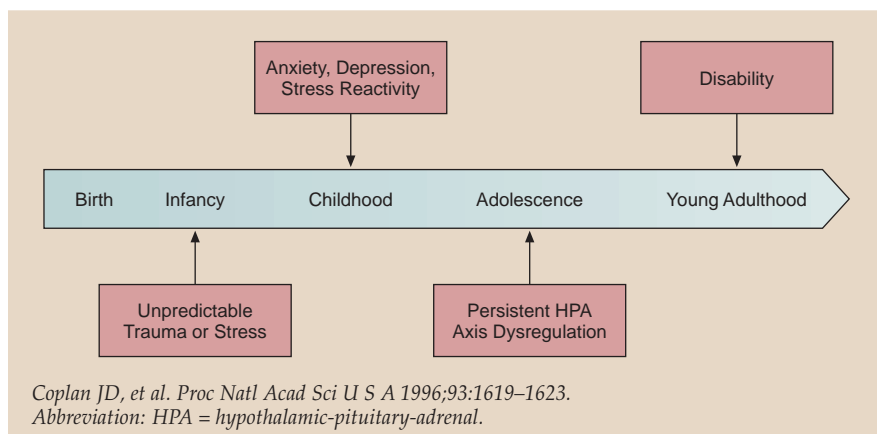 Anxiety, Depression,
Stress Reactivity
Disability
Birth
Infancy
Childhood
Adolescence
Young Adulthood
Unpredictable
Trauma or Stress
Persistent HPA
Axis Dysregulation
Coplan JD, et al. Proc Natl Acad Sci U S A 1996;93:1619–1623.
Abbreviation: HPA = hypothalamic-pituitary-adrenal.